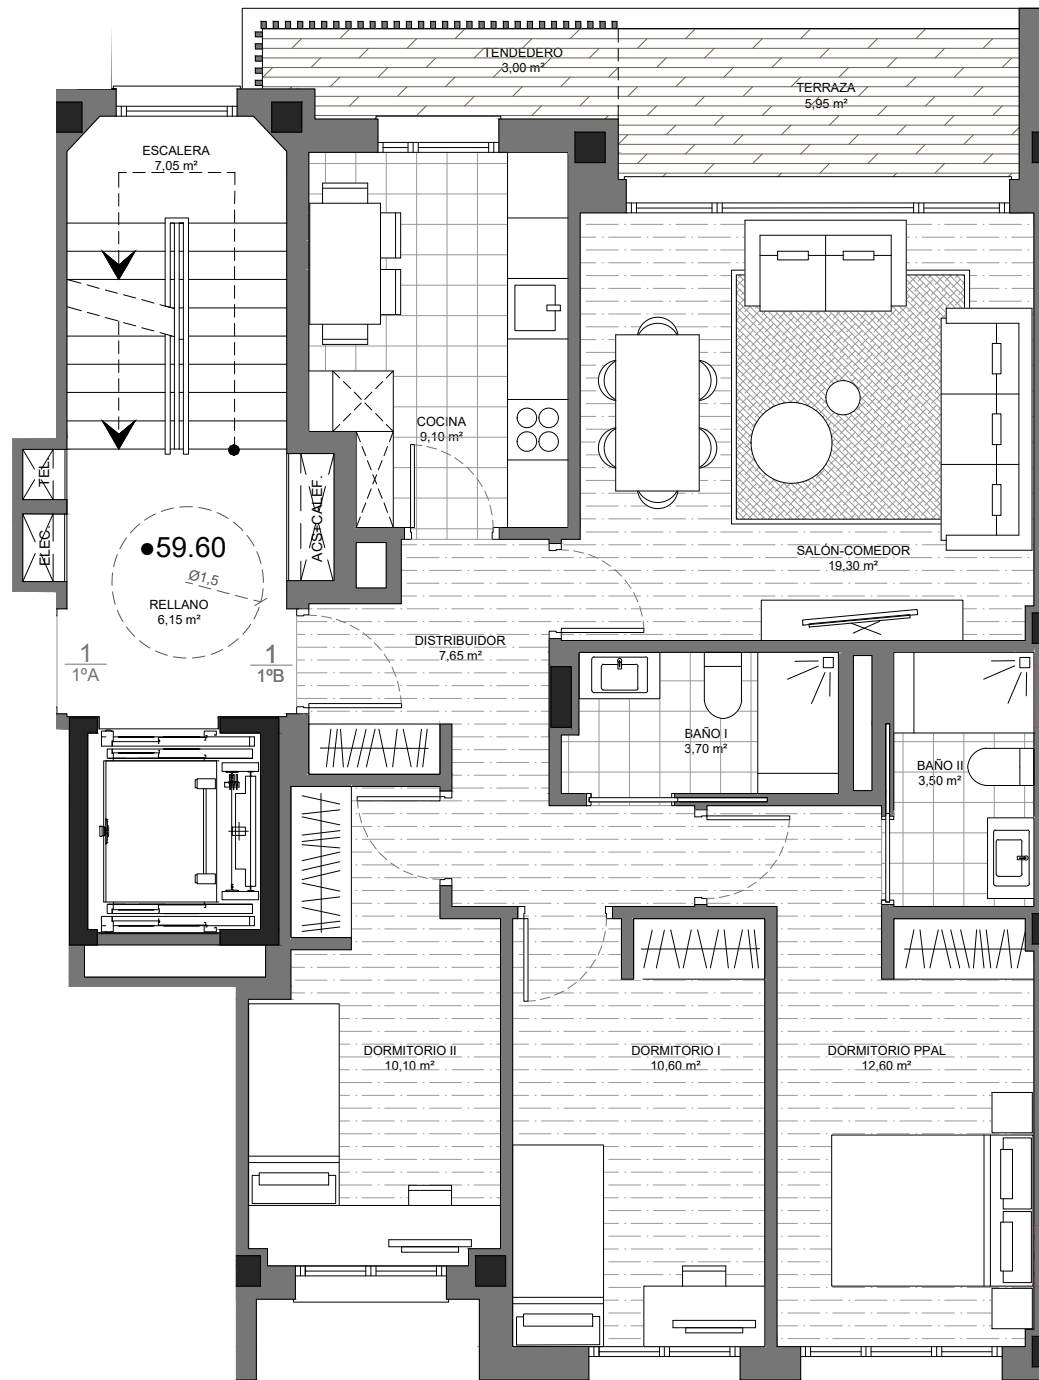 TENDEDERO
3,00 m²
TERRAZA
5,95 m²
ESCALERA
7,05 m²
COCINA
9,10 m²
TEL.
ELEC.
ACS+CALEF.
59.60
Ø1,5
RELLANO
6,15 m²
SALÓN-COMEDOR
19,30 m²
DISTRIBUIDOR
7,65 m²
1
1ºA
1
1ºB
BAÑO I
3,70 m²
BAÑO II
3,50 m²
DORMITORIO II
10,10 m²
DORMITORIO I
10,60 m²
DORMITORIO PPAL
12,60 m²